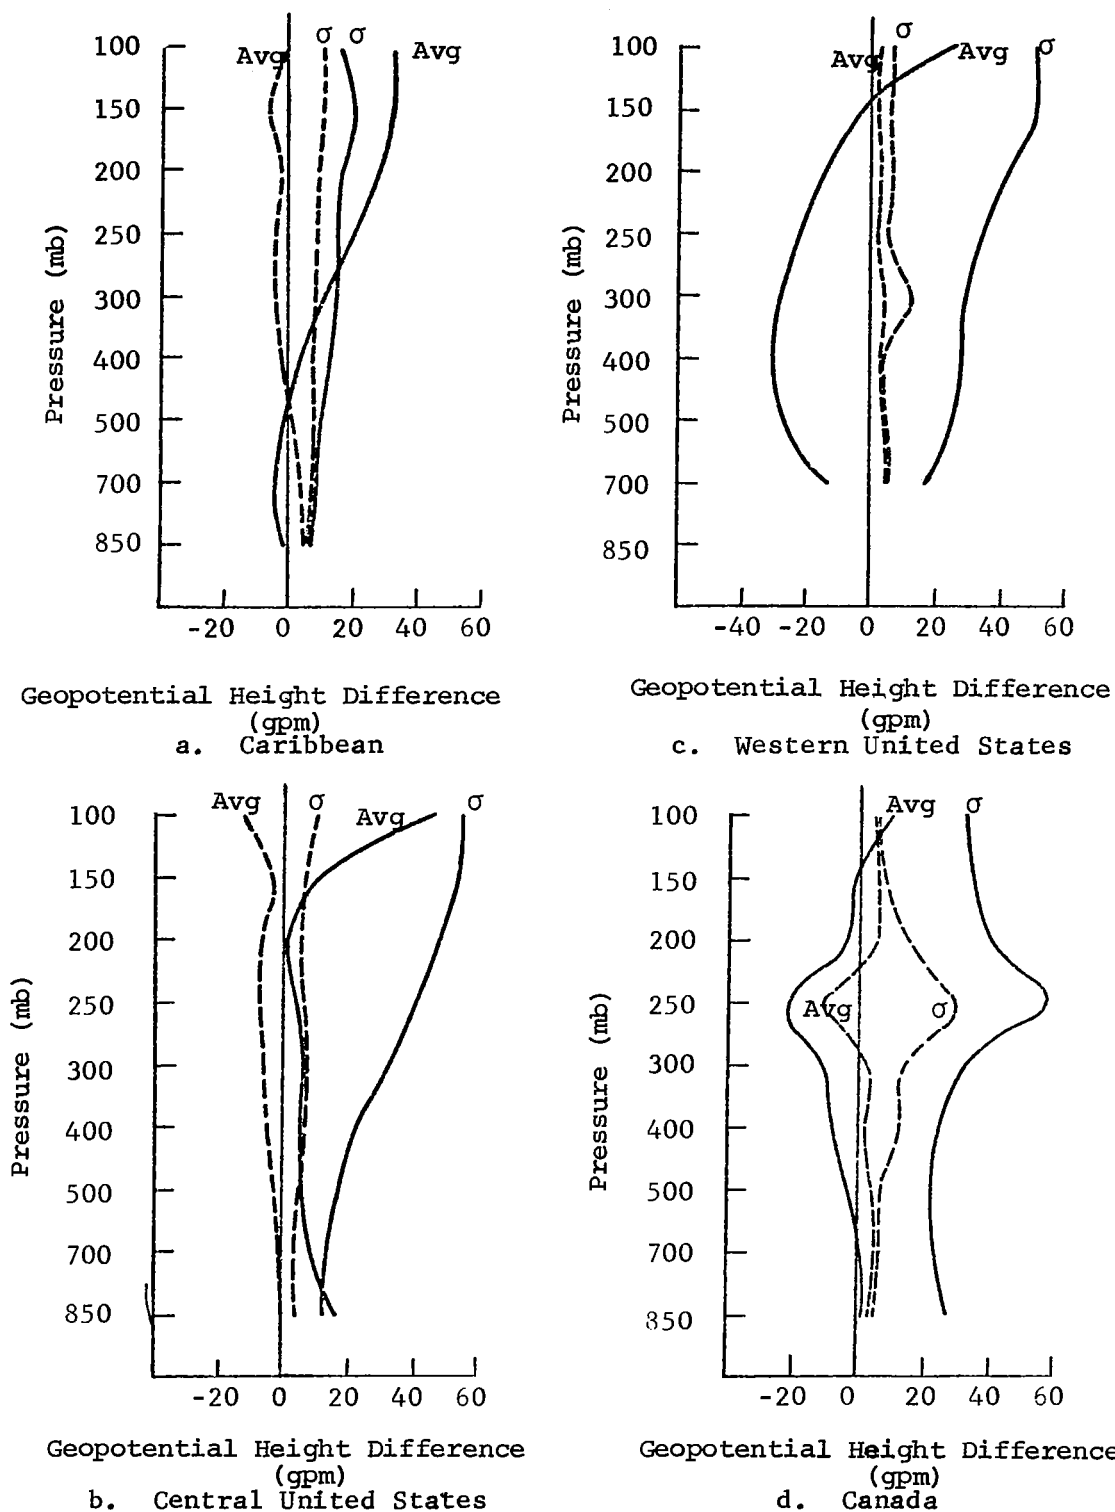 Avg σ σ Avg
100
150
200
250
300
400
500
700
850
Pressure (mb)
-20 0 20 40 60
Geopotential Height Difference
(gpm)
a. Caribbean
Avg σ Avg σ
100
150
200
250
300
400
500
700
850
Pressure (mb)
-40 -20 0 20 40 60
Geopotential Height Difference
(gpm)
c. Western United States
Avg σ Avg σ
100
150
200
250
300
400
500
700
850
Pressure (mb)
-20 0 20 40 60
Geopotential Height Difference
(gpm)
b. Central United States
Avg σ
Avg σ
100
150
200
250
300
400
500
700
850
Pressure (mb)
-20 0 20 40 60
Geopotential Height Difference
(gpm)
d. Canada